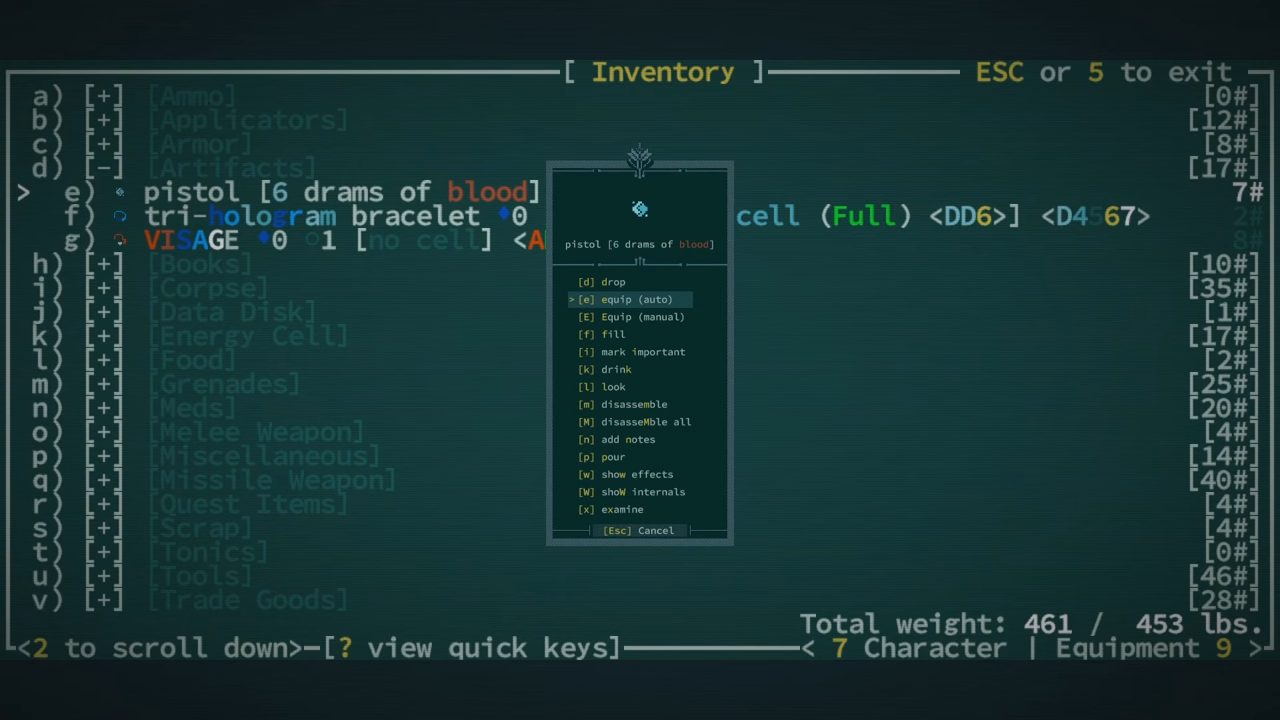 [ Inventory ] ESC or 5 to exit
a) [+] [Ammo] [0#]
b) [+] [Applicators] [12#]
c) [+] [Armor] [8#]
d) [-] [Artifacts] [17#]
> e) pistol [6 drams of blood] 7#
f) tri-hologram bracelet ♦0 cell (Full) <DD6>] <D4567> 2#
g) VISAGE ♦0 ○1 [no cell] <A 8#
h) [+] [Books] [10#]
i) [+] [Corpse] [35#]
j) [+] [Data Disk] [1#]
k) [+] [Energy Cell] [17#]
l) [+] [Food] [2#]
m) [+] [Grenades] [25#]
n) [+] [Meds] [20#]
o) [+] [Melee Weapon] [4#]
p) [+] [Miscellaneous] [14#]
q) [+] [Missile Weapon] [40#]
r) [+] [Quest Items] [4#]
s) [+] [Scrap] [4#]
t) [+] [Tonics] [0#]
u) [+] [Tools] [46#]
v) [+] [Trade Goods] [28#]
Total weight: 461 / 453 lbs.
<2 to scroll down> [? view quick keys] < 7 Character | Equipment 9 >
pistol [6 drams of blood]
[d] drop
> [e] equip (auto)
[E] Equip (manual)
[f] fill
[i] mark important
[k] drink
[l] look
[m] disassemble
[M] disasseMble all
[n] add notes
[p] pour
[w] show effects
[W] shoW internals
[x] examine
[Esc] Cancel